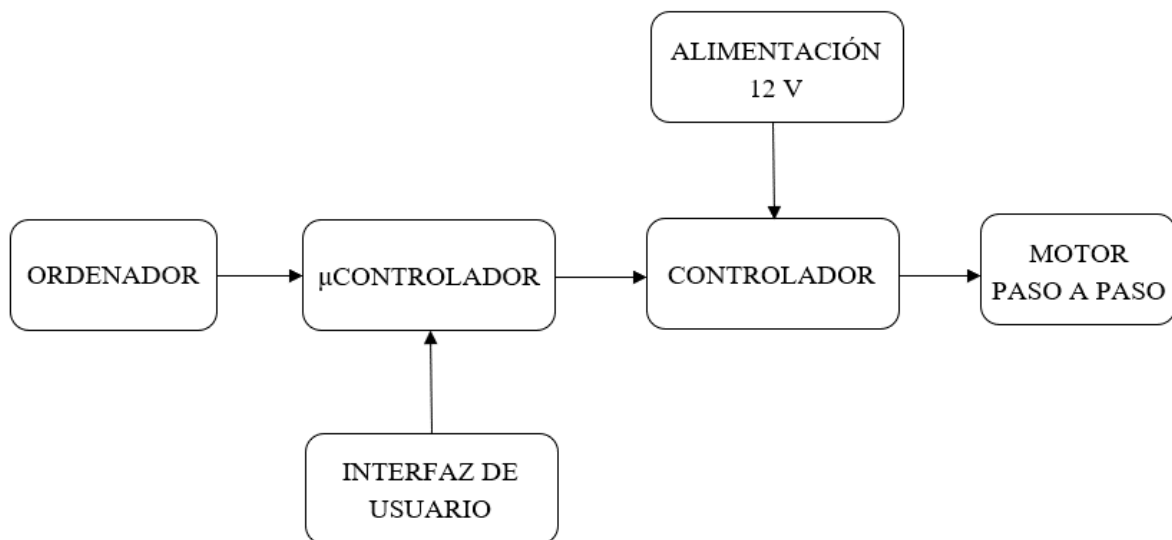 ALIMENTACIÓN
12 V
ORDENADOR
μCONTROLADOR
CONTROLADOR
MOTOR
PASO A PASO
INTERFAZ DE
USUARIO